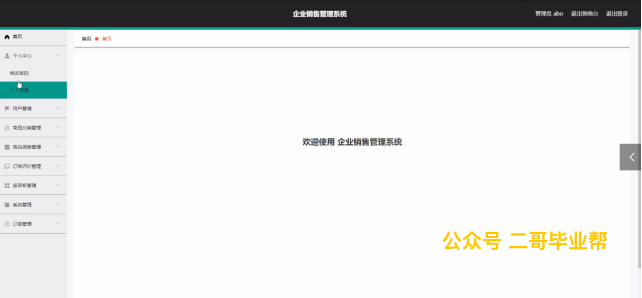 企业销售管理系统
管理员 abo 退出到前台 退出登录
首页
首页 首页
个人中心
修改密码
用户管理
商品分类管理
商品信息管理
订单评价管理
留言板管理
系统管理
订单管理
欢迎使用 企业销售管理系统
公众号 二哥毕业帮